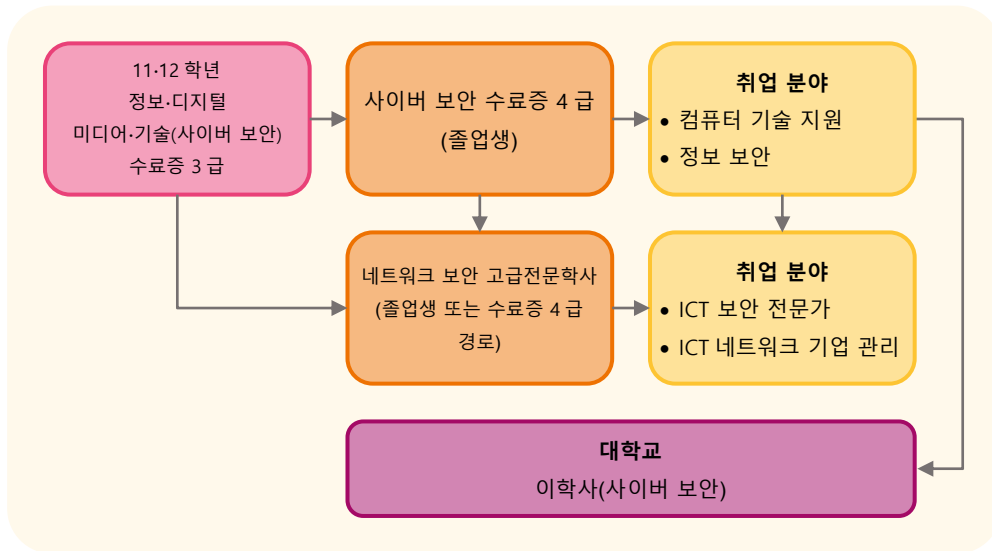 11·12 학년
정보·디지털
미디어·기술(사이버 보안)
수료증 3 급
사이버 보안 수료증 4 급
(졸업생)
취업 분야
• 컴퓨터 기술 지원
• 정보 보안
네트워크 보안 고급전문학사
(졸업생 또는 수료증 4 급
경로)
취업 분야
• ICT 보안 전문가
• ICT 네트워크 기업 관리
대학교
이학사(사이버 보안)